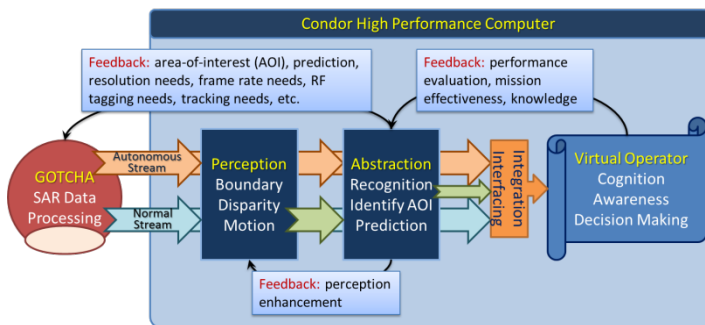 Condor High Performance Computer
Feedback: area-of-interest (AOI), prediction,
resolution needs, frame rate needs, RF
tagging needs, tracking needs, etc.
Feedback: performance
evaluation, mission
effectiveness, knowledge
GOTCHA
SAR Data
Processing
Autonomous
Stream
Normal
Stream
Perception
Boundary
Disparity
Motion
Abstraction
Recognition
Identify AOI
Prediction
Integration
Interfacing
Virtual Operator
Cognition
Awareness
Decision Making
Feedback: perception
enhancement